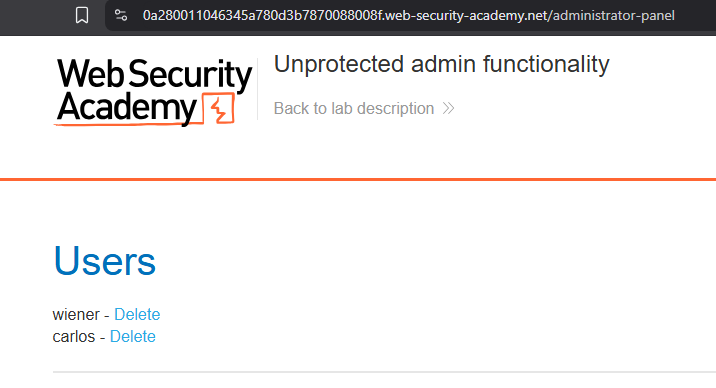 0a280011046345a780d3b7870088008f.web-security-academy.net/administrator-panel
Web Security
Academy
Unprotected admin functionality
Back to lab description
Users
wiener - Delete
carlos - Delete